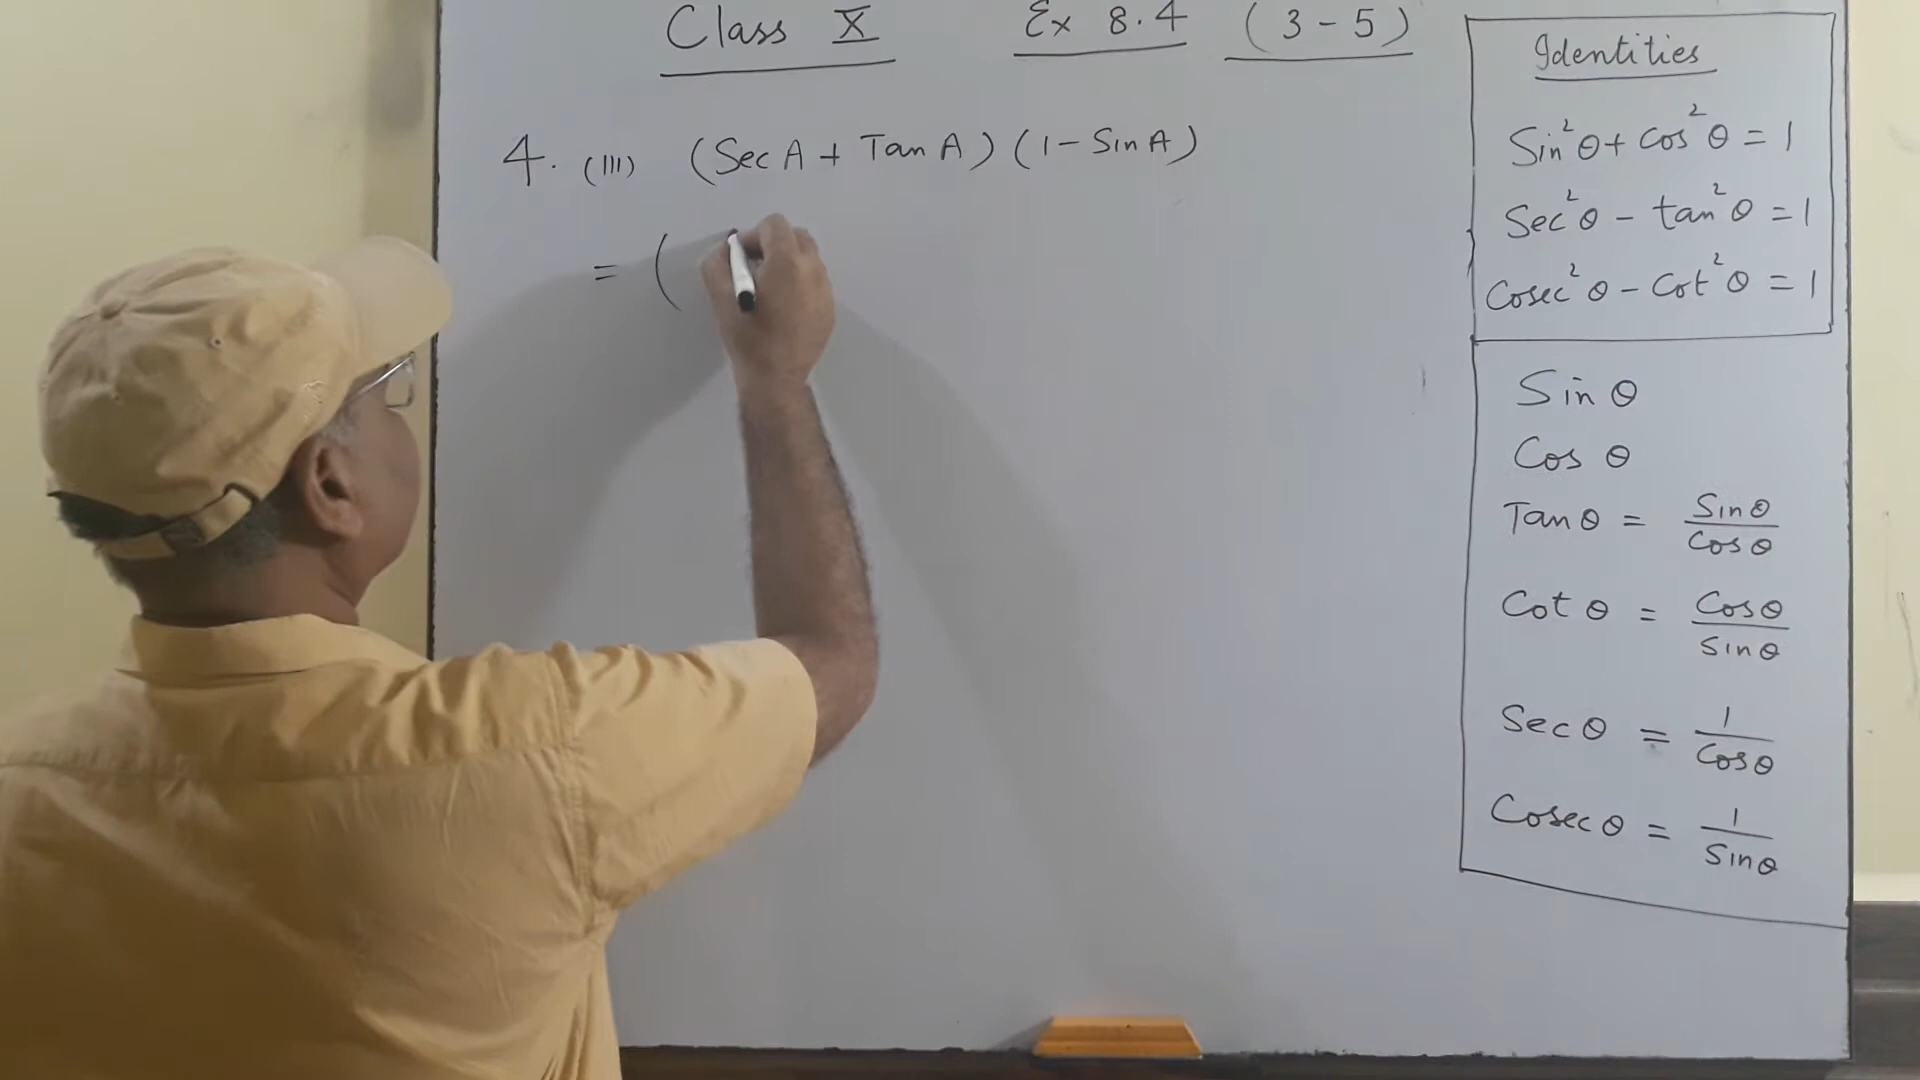 Class X Ex 8.4 (3-5)
4. (III) (Sec A + Tan A) (1 - Sin A)
= (
Identities
Sin²θ + Cos²θ = 1
Sec²θ - tan²θ = 1
Cosec²θ - Cot²θ = 1
Sin θ
Cos θ
Tan θ = Sinθ/Cosθ
Cot θ = Cosθ/Sinθ
Sec θ = 1/Cosθ
Cosec θ = 1/Sinθ